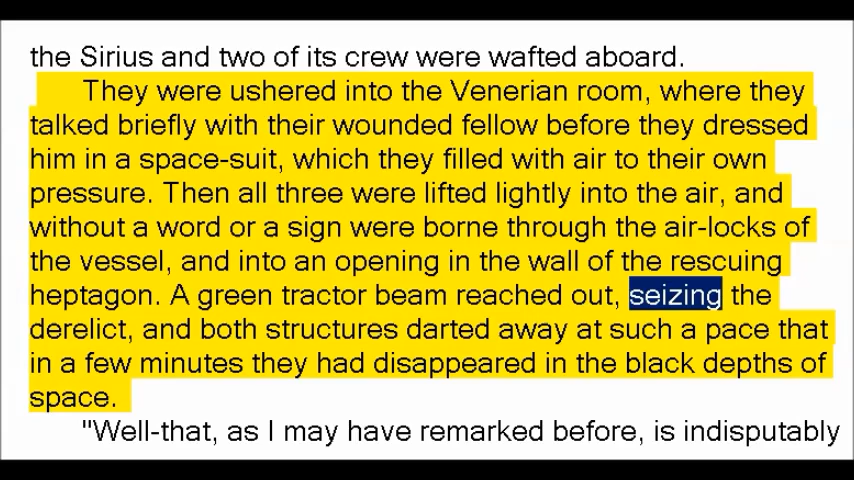 the Sirius and two of its crew were wafted aboard.
They were ushered into the Venerian room, where they
talked briefly with their wounded fellow before they dressed
him in a space-suit, which they filled with air to their own
pressure. Then all three were lifted lightly into the air, and
without a word or a sign were borne through the air-locks of
the vessel, and into an opening in the wall of the rescuing
heptagon. A green tractor beam reached out, seizing the
derelict, and both structures darted away at such a pace that
in a few minutes they had disappeared in the black depths of
space.
"Well-that, as I may have remarked before, is indisputably